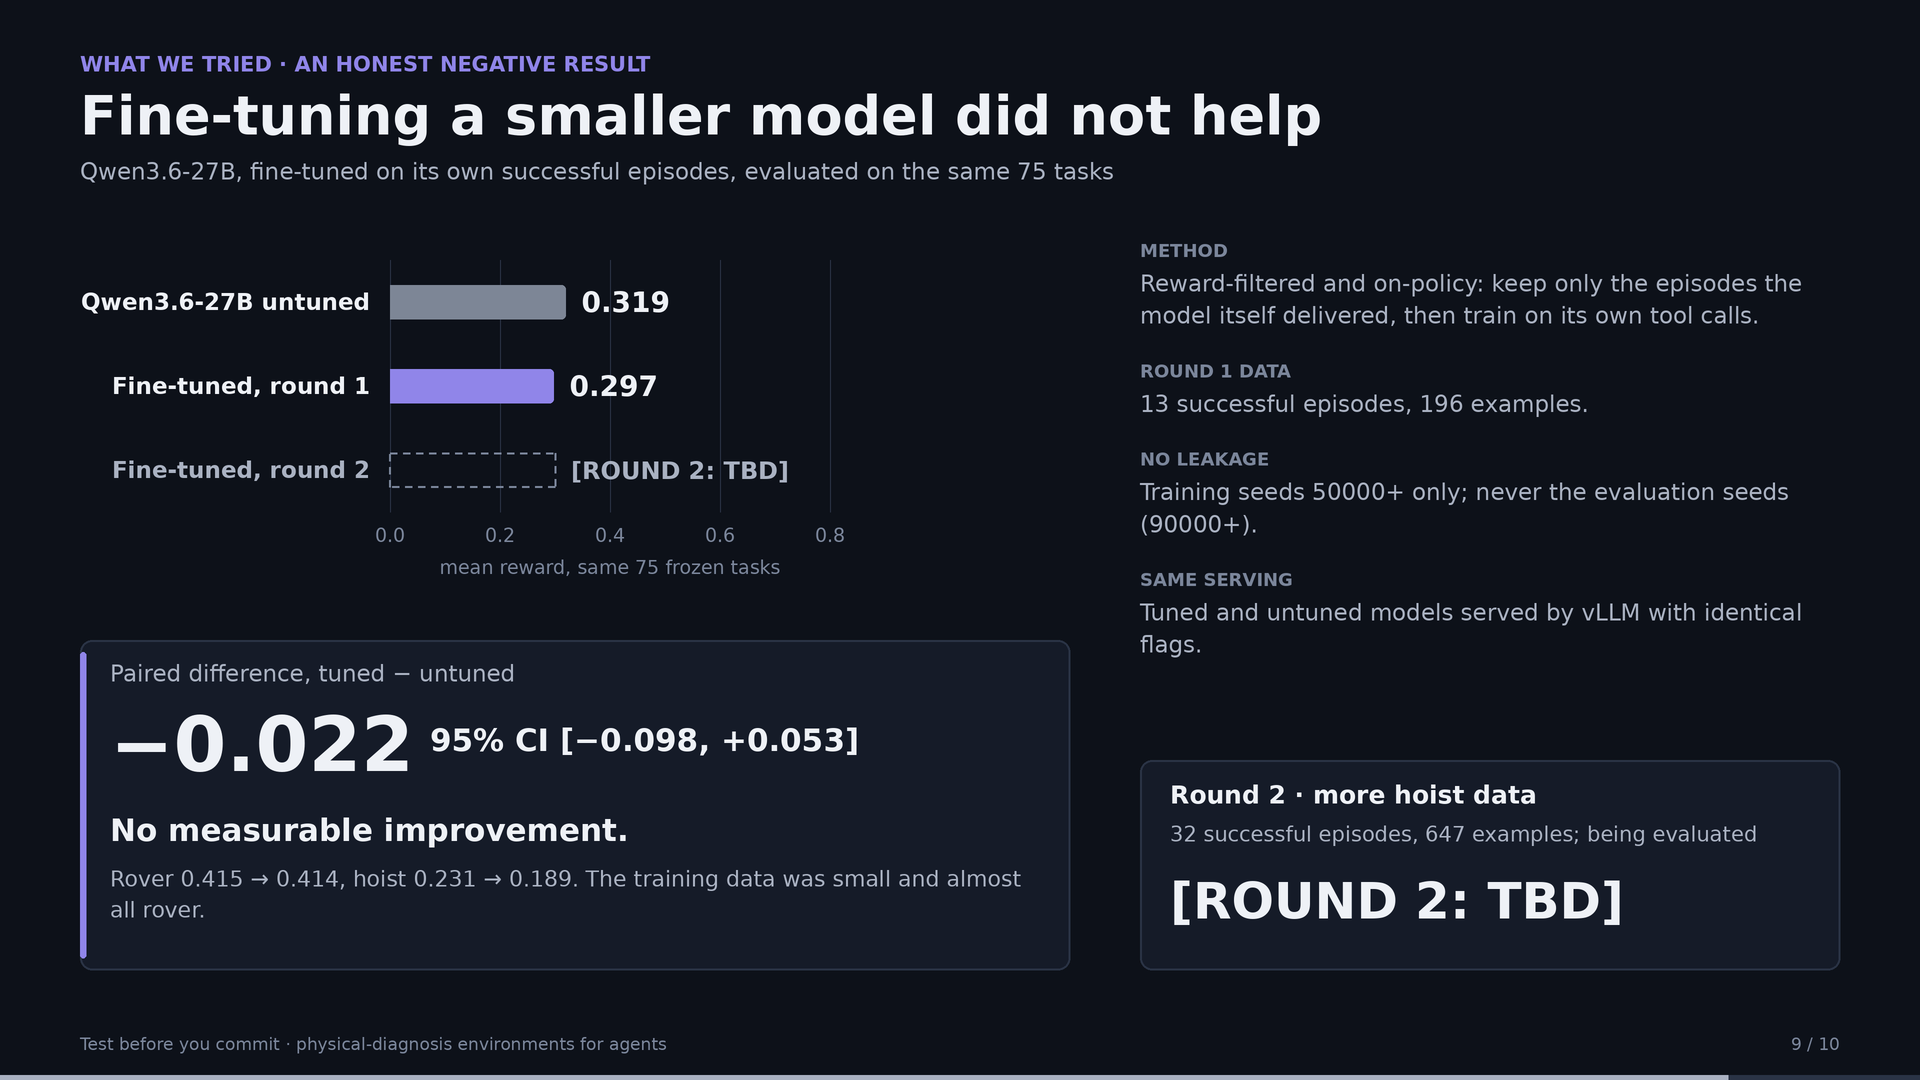 WHAT WE TRIED · AN HONEST NEGATIVE RESULT
Fine-tuning a smaller model did not help
Qwen3.6-27B, fine-tuned on its own successful episodes, evaluated on the same 75 tasks
Qwen3.6-27B untuned 0.319
Fine-tuned, round 1 0.297
Fine-tuned, round 2 [ROUND 2: TBD]
0.0 0.2 0.4 0.6 0.8
mean reward, same 75 frozen tasks
Paired difference, tuned − untuned
−0.022 95% CI [−0.098, +0.053]
No measurable improvement.
Rover 0.415 → 0.414, hoist 0.231 → 0.189. The training data was small and almost
all rover.
METHOD
Reward-filtered and on-policy: keep only the episodes the
model itself delivered, then train on its own tool calls.
ROUND 1 DATA
13 successful episodes, 196 examples.
NO LEAKAGE
Training seeds 50000+ only; never the evaluation seeds
(90000+).
SAME SERVING
Tuned and untuned models served by vLLM with identical
flags.
Round 2 · more hoist data
32 successful episodes, 647 examples; being evaluated
[ROUND 2: TBD]
Test before you commit · physical-diagnosis environments for agents
9 / 10